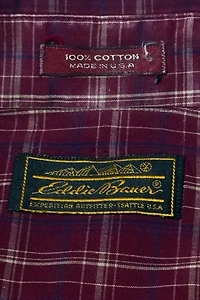 100% COTTON
MADE IN U.S.A
Eddie Bauer®
EXPEDITION OUTFITTER-SEATTLE U.S.A.